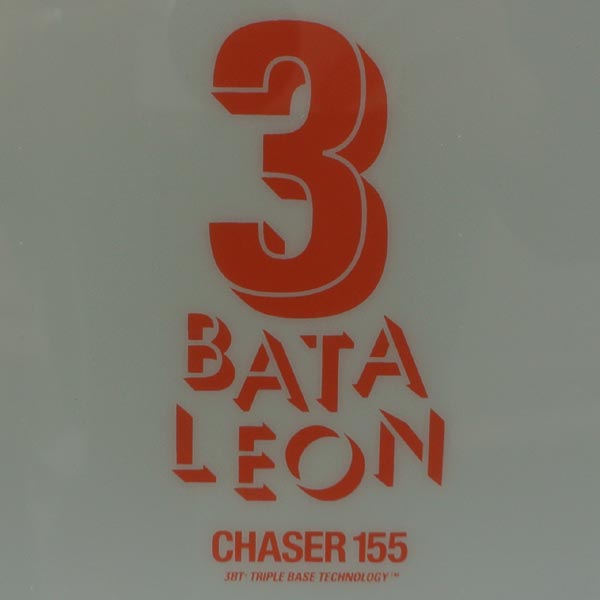 3
BATA
LEON
CHASER 155
3BT- TRIPLE BASE TECHNOLOGY™